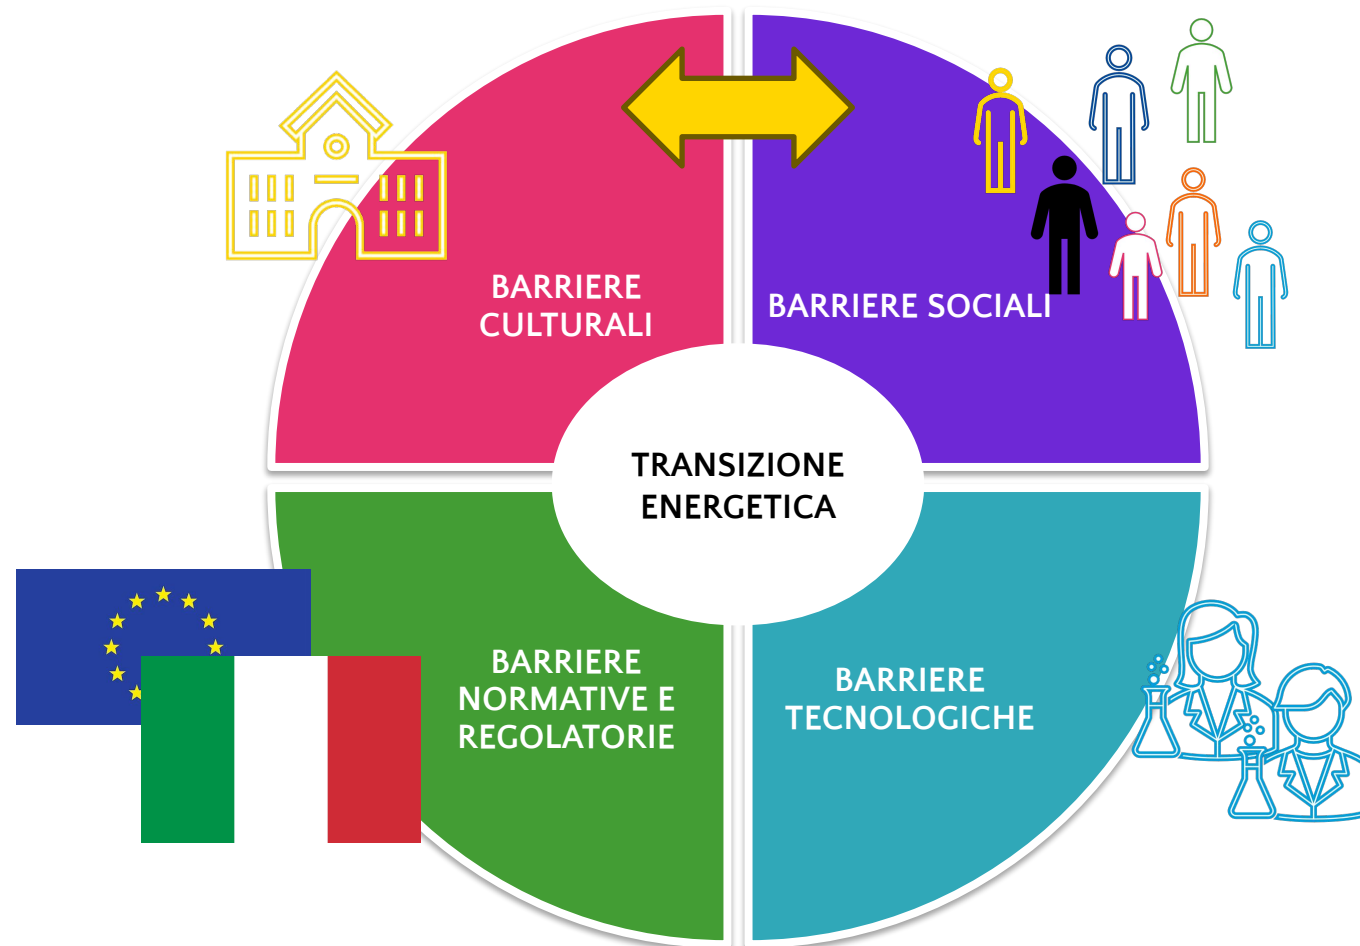 BARRIERE
CULTURALI
BARRIERE SOCIALI
TRANSIZIONE
ENERGETICA
BARRIERE
NORMATIVE E
REGOLATORIE
BARRIERE
TECNOLOGICHE